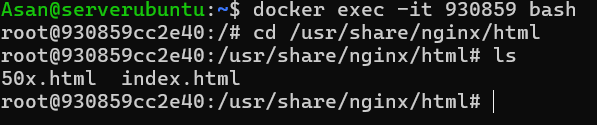 Asan@serverubuntu:~$ docker exec -it 930859 bash
root@930859cc2e40:/# cd /usr/share/nginx/html
root@930859cc2e40:/usr/share/nginx/html# ls
50x.html  index.html
root@930859cc2e40:/usr/share/nginx/html#